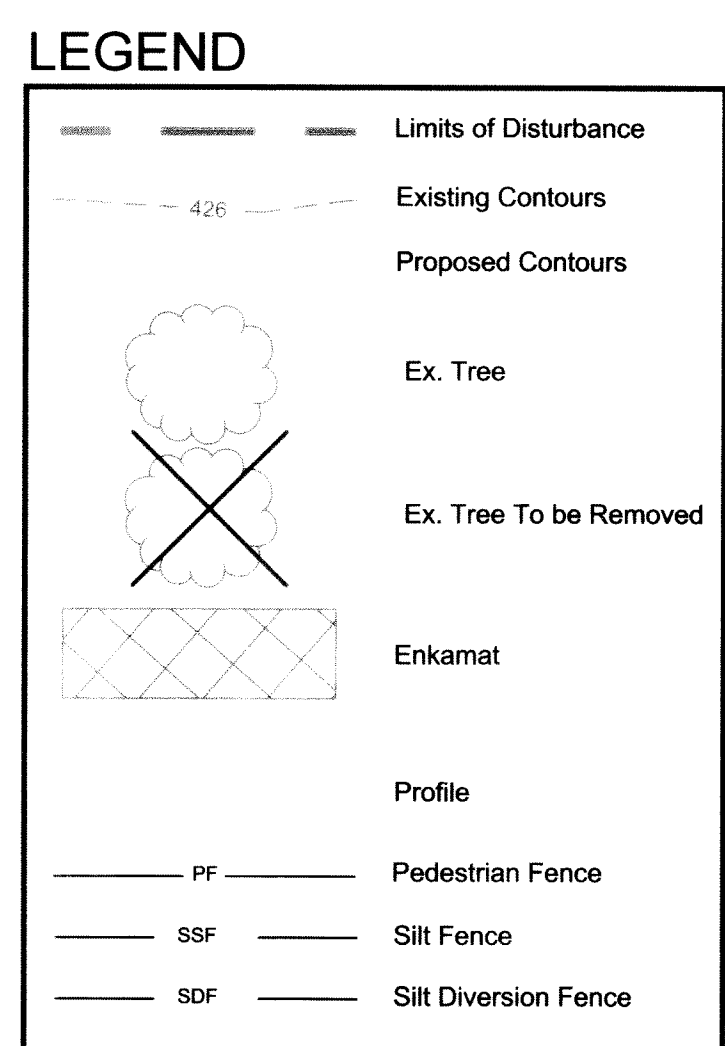 LEGEND
Limits of Disturbance
426 Existing Contours
Proposed Contours
Ex. Tree
Ex. Tree To be Removed
Enkamat
Profile
PF Pedestrian Fence
SSF Silt Fence
SDF Silt Diversion Fence